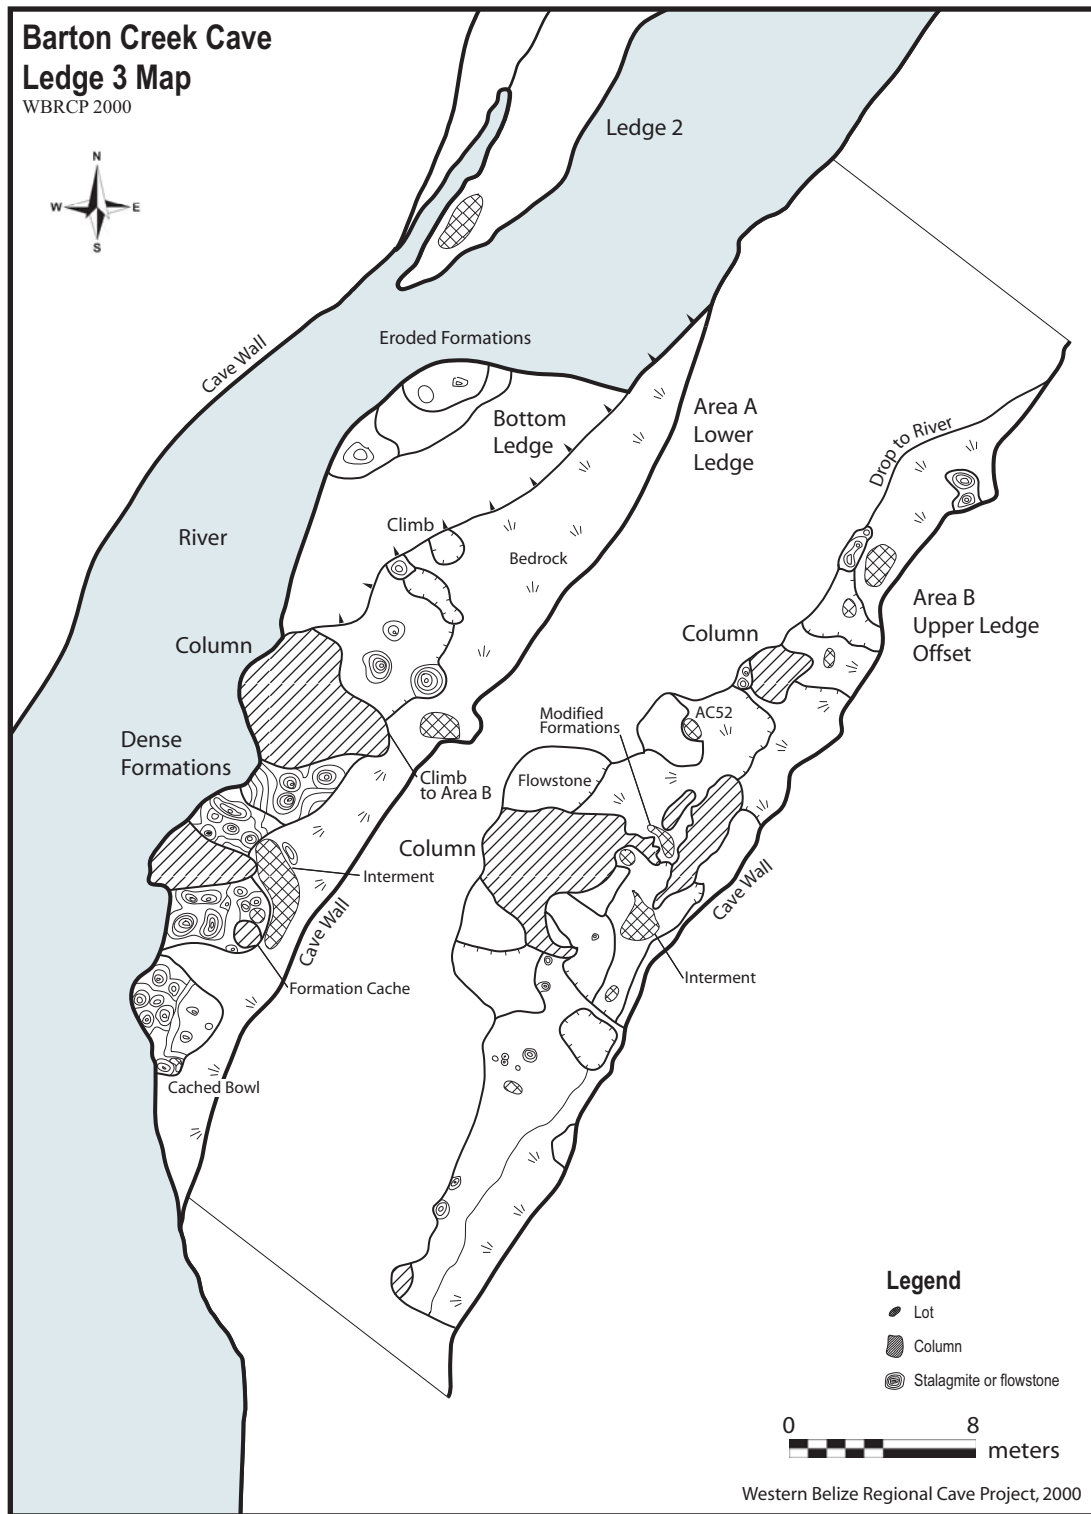 Barton Creek Cave
Ledge 3 Map
WBRCP 2000
N
W
E
S
Ledge 2
Cave Wall
Eroded Formations
Bottom
Ledge
Area A
Lower
Ledge
Drop to River
River
Climb
Bedrock
Column
Area B
Upper Ledge
Offset
Column
Modified
Formations
AC52
Dense
Formations
Climb
to Area B
Flowstone
Column
Interment
Cave Wall
Cave Wall
Formation Cache
Interment
Cached Bowl
Legend
Lot
Column
Stalagmite or flowstone
0
8
meters
Western Belize Regional Cave Project, 2000